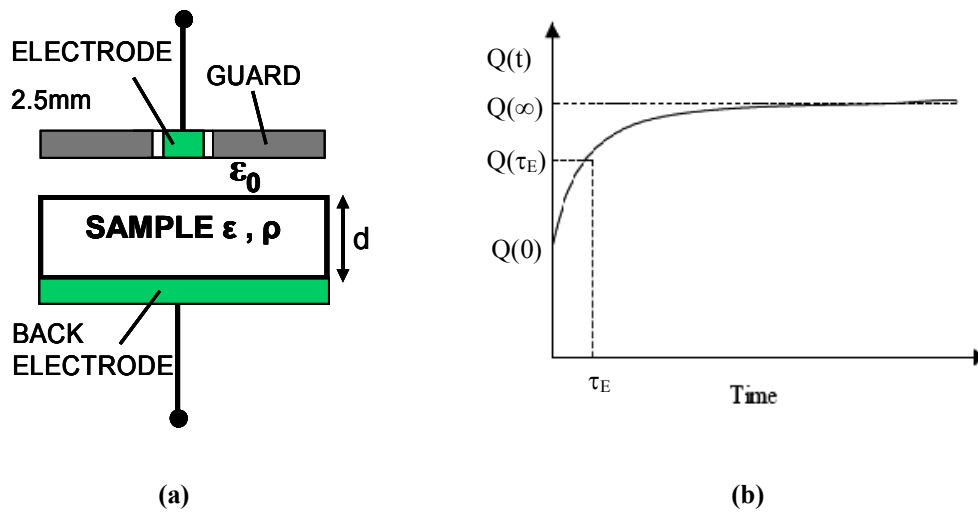 ELECTRODE
2.5mm
GUARD
ε0
SAMPLE ε , ρ
d
BACK
ELECTRODE
(a)
Q(t)
Q(∞)
Q(τE)
Q(0)
τE
Time
(b)